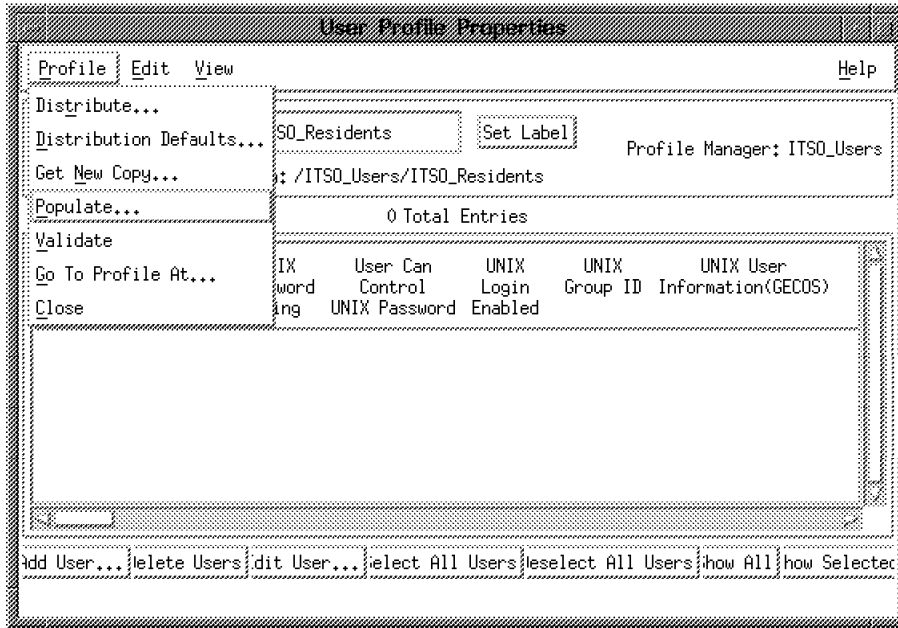 User Profile Properties
Profile Edit View Help
Distribute...
Distribution Defaults...
Get New Copy...
Populate...
Validate
Go To Profile At...
Close
SO_Residents Set Label
Profile Manager: ITSO_Users
: /ITSO_Users/ITSO_Residents
0 Total Entries
IX User Can UNIX UNIX UNIX User
word Control Login Group ID Information(GECOS)
ing UNIX Password Enabled
dd User... elete Users dit User... elect All Users eselect All Users how All how Selected